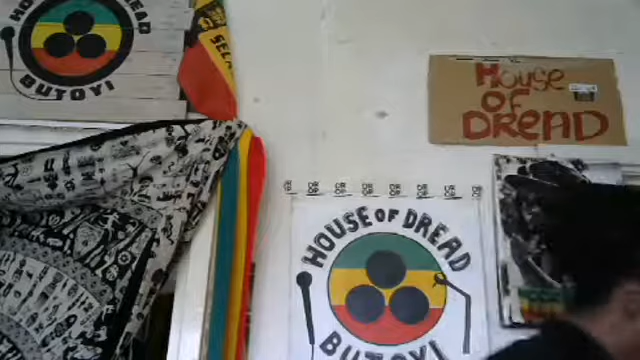 HOUSE OF DREAD
BUTOYI
HOUSE
OF
DREAD
HOUSE OF DREAD
BUTOYI